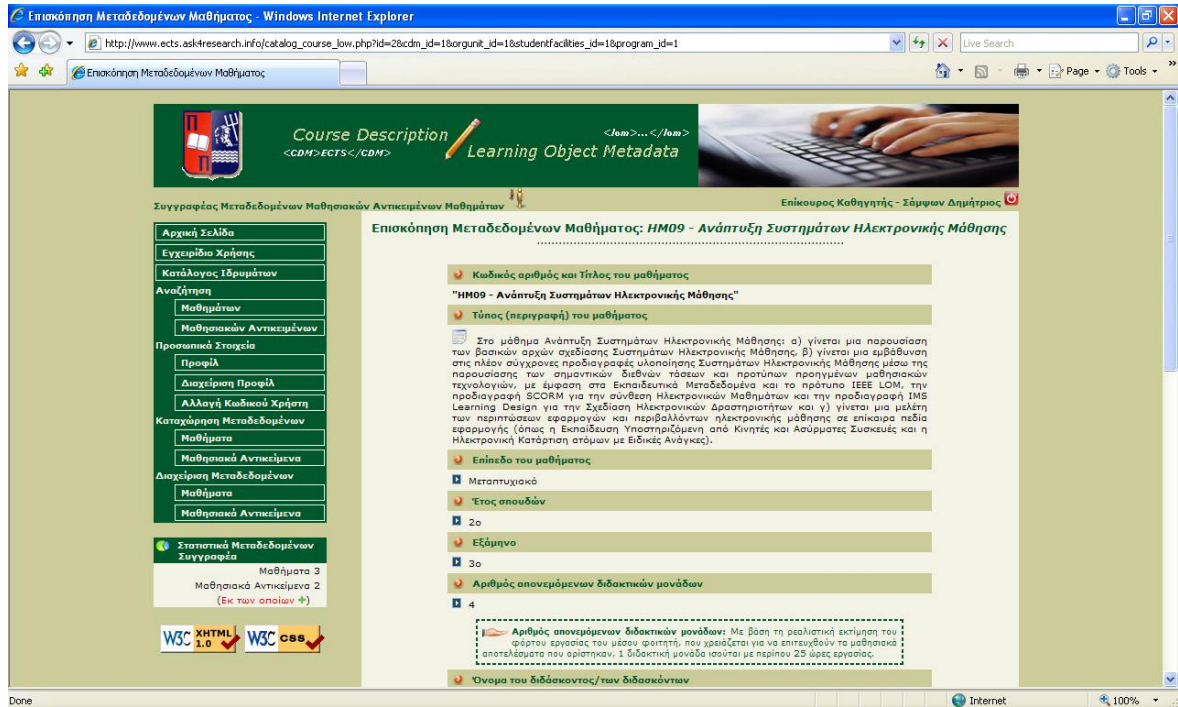 Επισκόπηση Μεταδεδομένων Μαθήματος - Windows Internet Explorer
http://www.ects.ask4research.info/catalog_course_low.php?id=28cdm_id=1&orgunit_id=1&studentfacilities_id=1&program_id=1
Live Search
Επισκόπηση Μεταδεδομένων Μαθήματος
Page
Tools
Course Description
<CDM>ECTS</CDM>
<lom>...</lom>
Learning Object Metadata
Συγγραφέας Μεταδεδομένων Μαθησιακών Αντικειμένων Μαθημάτων
Επίκουρος Καθηγητής - Σάμψων Δημήτριος
Αρχική Σελίδα
Εγχειρίδιο Χρήσης
Κατάλογος Ιδρυμάτων
Αναζήτηση
Μαθημάτων
Μαθησιακών Αντικειμένων
Προσωπικά Στοιχεία
Προφίλ
Διαχείριση Προφίλ
Αλλαγή Κωδικού Χρήστη
Καταχώρηση Μεταδεδομένων
Μαθήματα
Μαθησιακά Αντικείμενα
Διαχείριση Μεταδεδομένων
Μαθήματα
Μαθησιακά Αντικείμενα
Στατιστικά Μεταδεδομένων
Συγγραφέα
Μαθήματα 3
Μαθησιακά Αντικείμενα 2
(Εκ των οποίων +)
W3C XHTML 1.0
W3C css
Επισκόπηση Μεταδεδομένων Μαθήματος: ΗΜ09 - Ανάπτυξη Συστημάτων Ηλεκτρονικής Μάθησης
Κωδικός αριθμός και Τίτλος του μαθήματος
"ΗΜ09 - Ανάπτυξη Συστημάτων Ηλεκτρονικής Μάθησης"
Τύπος (περιγραφή) του μαθήματος
Στο μάθημα Ανάπτυξη Συστημάτων Ηλεκτρονικής Μάθησης: α) γίνεται μια παρουσίαση
των βασικών αρχών σχεδίασης Συστημάτων Ηλεκτρονικής Μάθησης, β) γίνεται μια εμβάθυνση
στις πλέον σύγχρονες προδιαγραφές υλοποίησης Συστημάτων Ηλεκτρονικής Μάθησης μέσω της
παρουσίασης των σημαντικών διεθνών τάσεων και προτύπων προηγμένων μαθησιακών
τεχνολογιών, με έμφαση στα Εκπαιδευτικά Μεταδεδομένα και το πρότυπο IEEE LOM, την
προδιαγραφή SCORM για την σύνθεση Ηλεκτρονικών Μαθημάτων και την προδιαγραφή IMS
Learning Design για την Σχεδίαση Ηλεκτρονικών Δραστηριοτήτων και γ) γίνεται μια μελέτη
των περιπτώσεων εφαρμογών και περιβαλλόντων ηλεκτρονικής μάθησης σε επίκαιρα πεδία
εφαρμογής (όπως η Εκπαίδευση Υποστηριζόμενη από Κινητές και Ασύρματες Συσκευές και η
Ηλεκτρονική Κατάρτιση ατόμων με Ειδικές Ανάγκες).
Επίπεδο του μαθήματος
Μεταπτυχιακό
Έτος σπουδών
2ο
Εξάμηνο
3ο
Αριθμός απονεμόμενων διδακτικών μονάδων
4
Αριθμός απονεμόμενων διδακτικών μονάδων: Με βάση τη ρεαλιστική εκτίμηση του
φόρτου εργασίας του μέσου φοιτητή, που χρειάζεται για να επιτευχθούν τα μαθησιακά
αποτελέσματα που ορίστηκαν, 1 διδακτική μονάδα ισούται με περίπου 25 ώρες εργασίας.
Όνομα του διδάσκοντος/των διδασκόντων
Done
Internet
100%